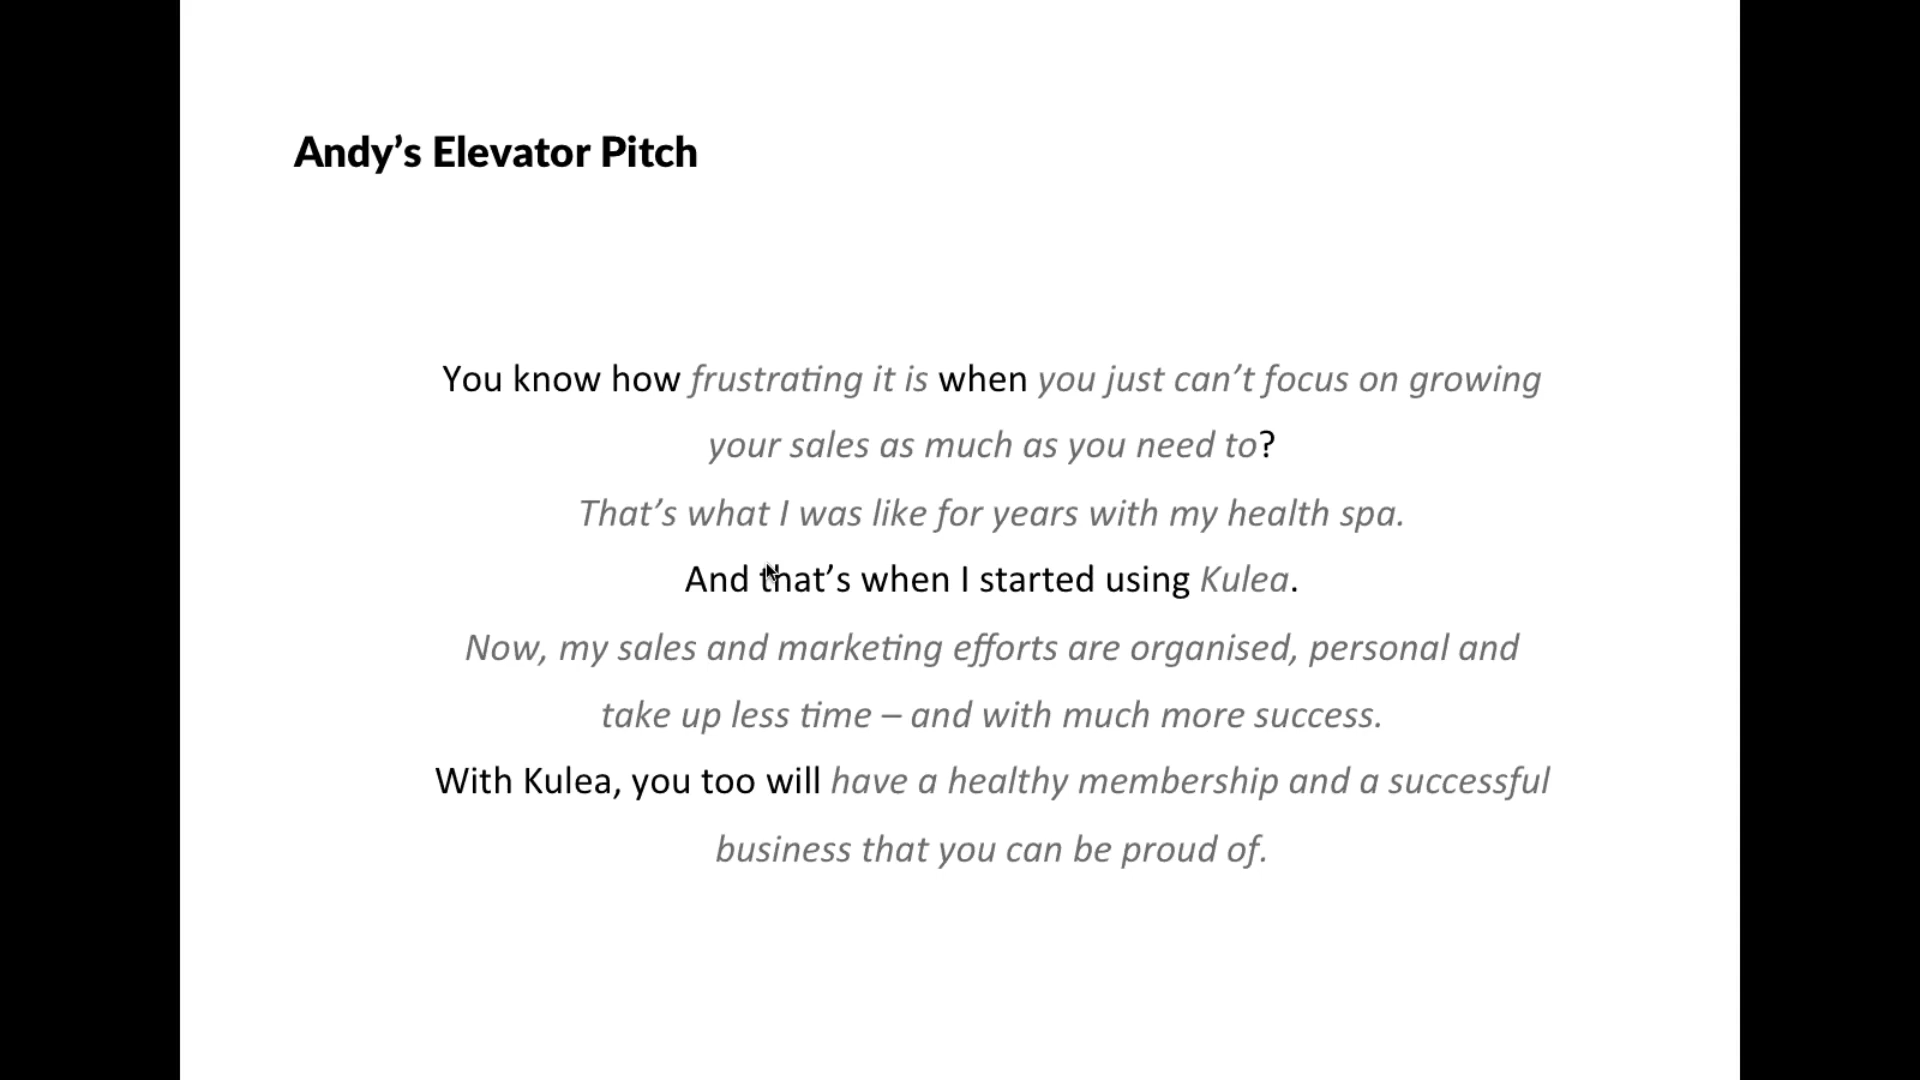 Andy’s Elevator Pitch
You know how frustrating it is when you just can’t focus on growing
your sales as much as you need to?
That’s what I was like for years with my health spa.
And that’s when I started using Kulea.
Now, my sales and marketing efforts are organised, personal and
take up less time – and with much more success.
With Kulea, you too will have a healthy membership and a successful
business that you can be proud of.